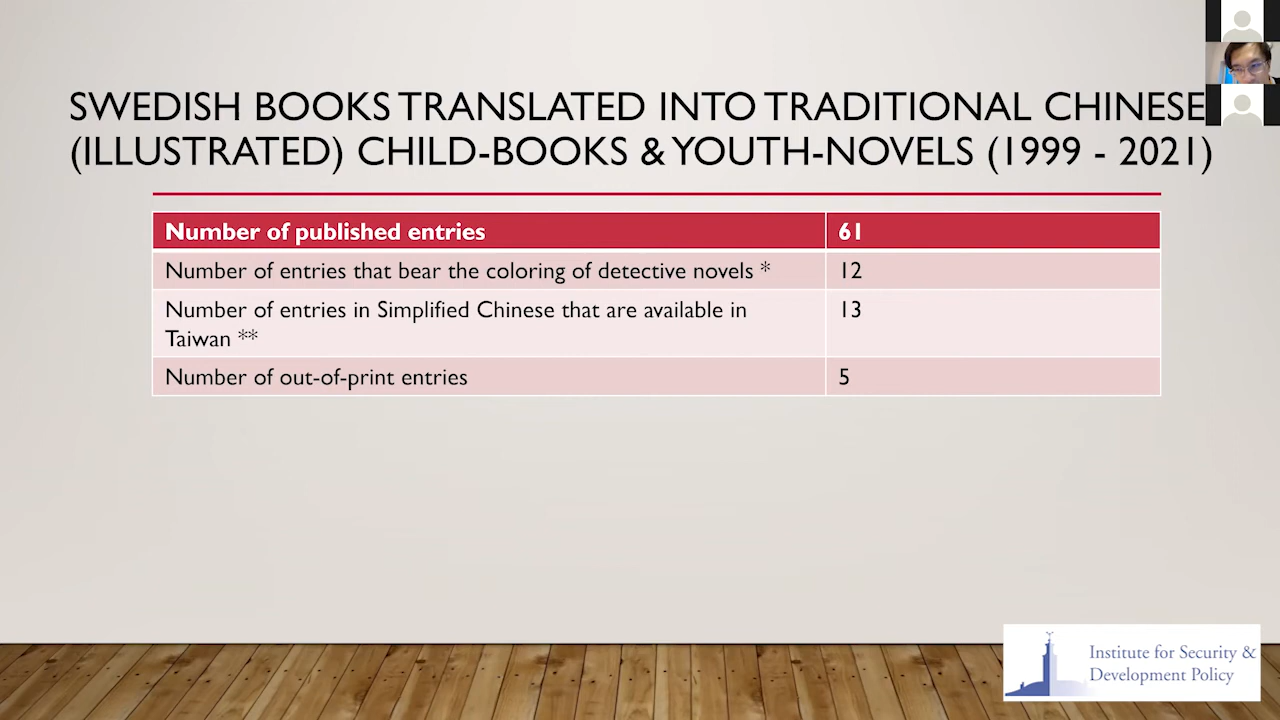 SWEDISH BOOKS TRANSLATED INTO TRADITIONAL CHINESE
(ILLUSTRATED) CHILD-BOOKS & YOUTH-NOVELS (1999 - 2021)
Number of published entries 61
Number of entries that bear the coloring of detective novels * 12
Number of entries in Simplified Chinese that are available in 13
Taiwan **
Number of out-of-print entries 5
Institute for Security &
Development Policy